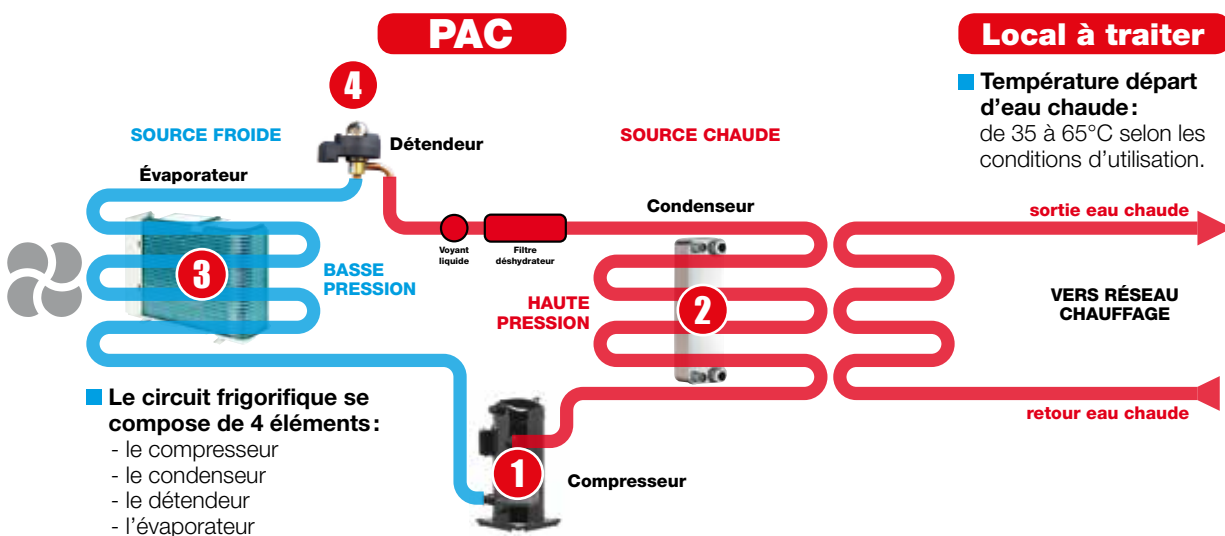 PAC
Local à traiter
4
Température départ
d'eau chaude:
de 35 à 65°C selon les
conditions d'utilisation.
SOURCE FROIDE
Détendeur
SOURCE CHAUDE
Évaporateur
Condenseur
sortie eau chaude
Voyant
liquide
Filtre
déshydrateur
3
BASSE
PRESSION
HAUTE
PRESSION
2
VERS RÉSEAU
CHAUFFAGE
retour eau chaude
Le circuit frigorifique se
compose de 4 éléments:
- le compresseur
- le condenseur
- le détendeur
- l'évaporateur
1
Compresseur